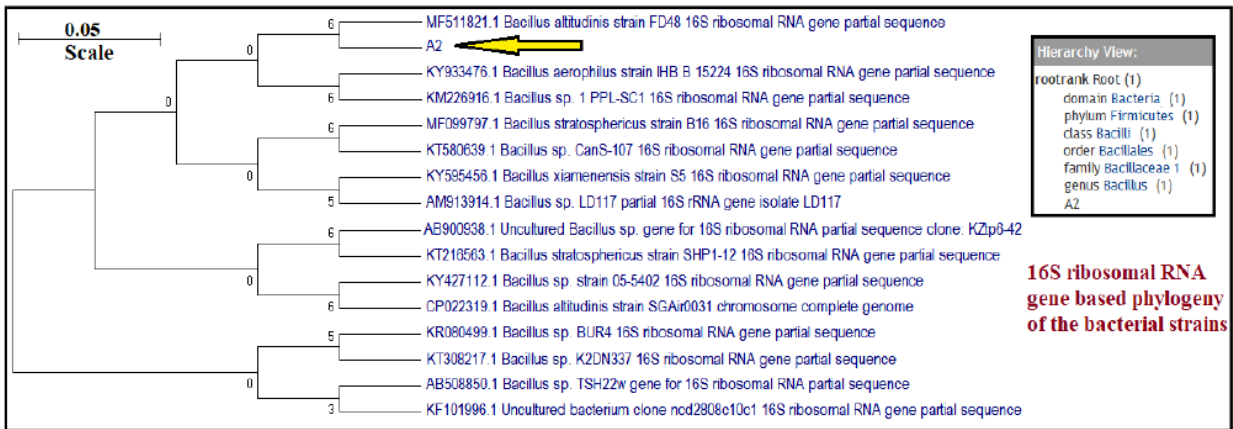 0.05
Scale
6
MF511821.1 Bacillus altitudinis strain FD48 16S ribosomal RNA gene partial sequence
A2
0
KY933476.1 Bacillus aerophilus strain IHB B 15224 16S ribosomal RNA gene partial sequence
6
KM226916.1 Bacillus sp. 1 PPL-SC1 16S ribosomal RNA gene partial sequence
0
6
MF099797.1 Bacillus stratosphericus strain B16 16S ribosomal RNA gene partial sequence
KT580639.1 Bacillus sp. CanS-107 16S ribosomal RNA gene partial sequence
0
KY595456.1 Bacillus xiamenensis strain S5 16S ribosomal RNA gene partial sequence
5
AM913914.1 Bacillus sp. LD117 partial 16S rRNA gene isolate LD117
6
AB900938.1 Uncultured Bacillus sp. gene for 16S ribosomal RNA partial sequence clone: KZIp6-42
KT216563.1 Bacillus stratosphericus strain SHP1-12 16S ribosomal RNA gene partial sequence
0
KY427112.1 Bacillus sp. strain 05-5402 16S ribosomal RNA gene partial sequence
6
CP022319.1 Bacillus altitudinis strain SGAir0031 chromosome complete genome
5
KR080499.1 Bacillus sp. BUR4 16S ribosomal RNA gene partial sequence
KT308217.1 Bacillus sp. K2DN337 16S ribosomal RNA gene partial sequence
0
AB508850.1 Bacillus sp. TSH22w gene for 16S ribosomal RNA partial sequence
3
KF101996.1 Uncultured bacterium clone ncd2808c10c1 16S ribosomal RNA gene partial sequence
Hierarchy View:
rootrank Root (1)
domain Bacteria (1)
phylum Firmicutes (1)
class Bacilli (1)
order Bacillales (1)
family Bacillaceae 1 (1)
genus Bacillus (1)
A2
16S ribosomal RNA
gene based phylogeny
of the bacterial strains